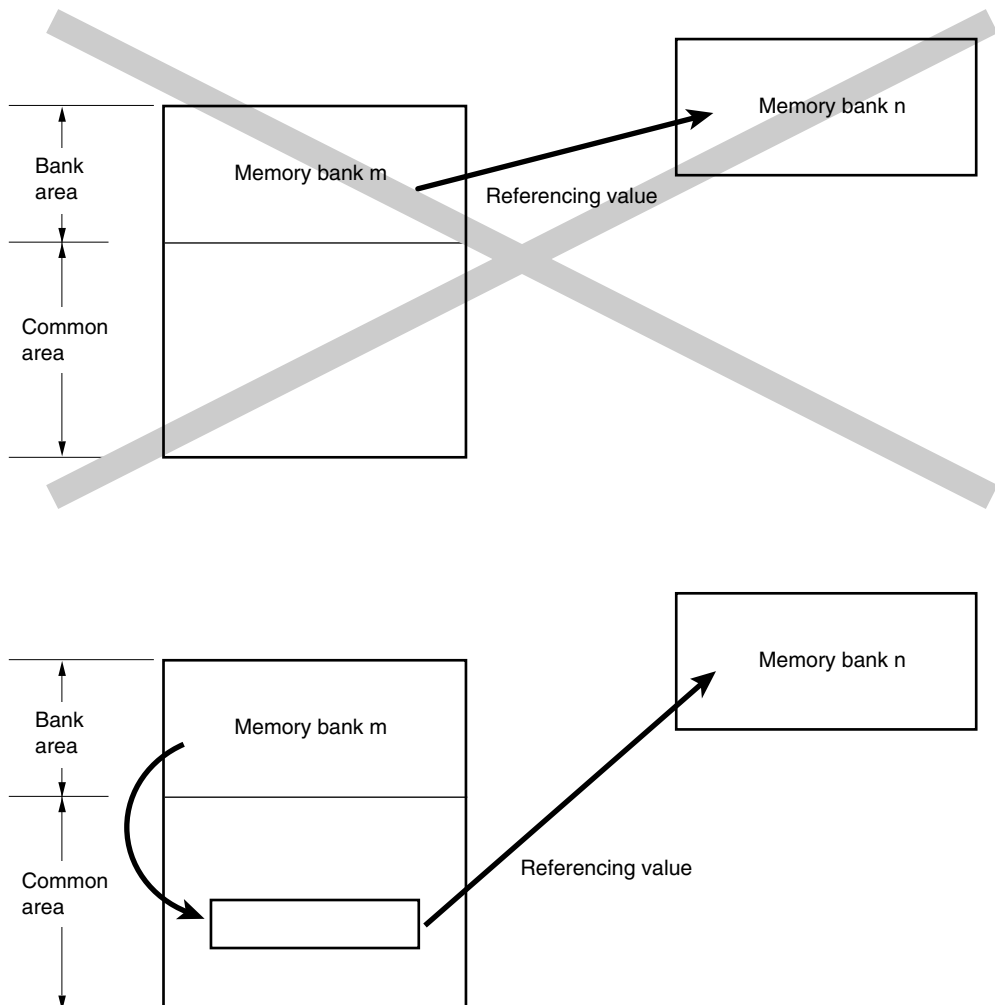 Memory bank n
Bank
area
Memory bank m
Referencing value
Common
area
Memory bank n
Bank
area
Memory bank m
Referencing value
Common
area